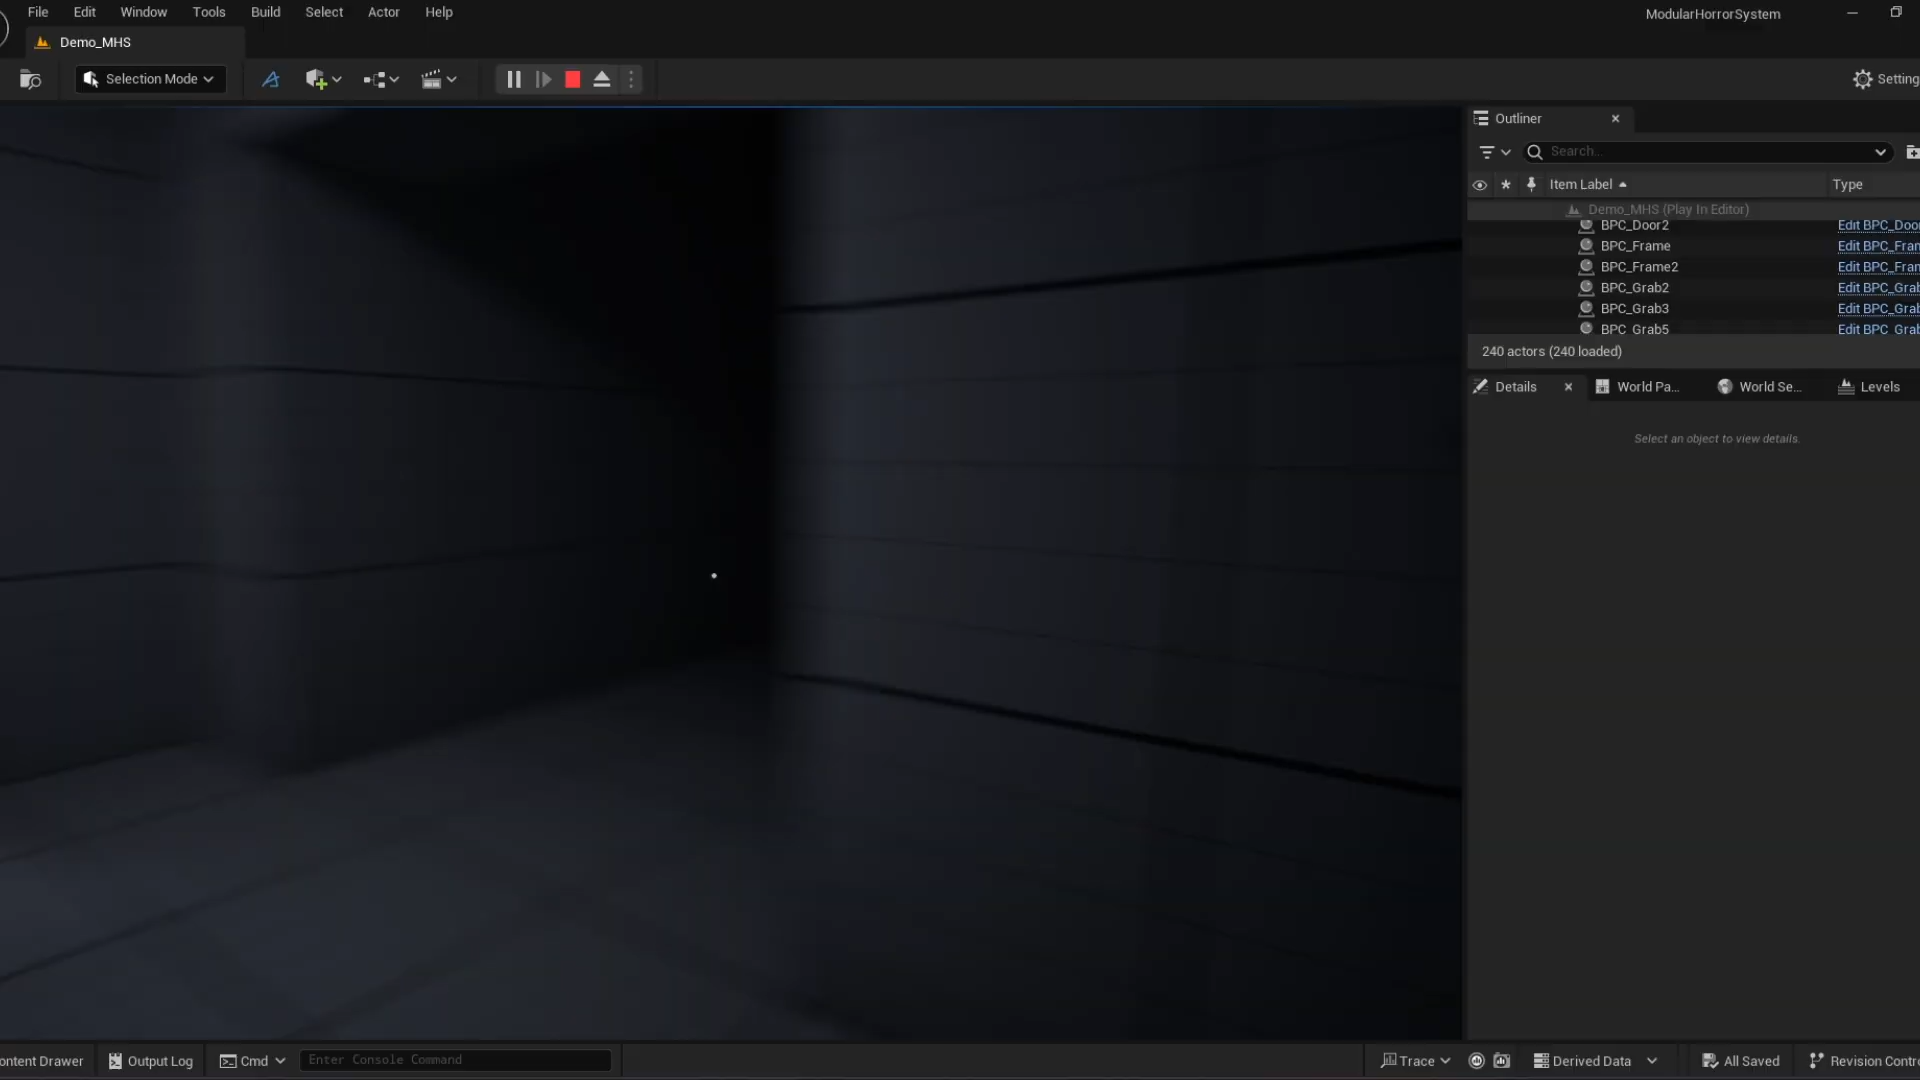 File Edit Window Tools Build Select Actor Help
ModularHorrorSystem
Demo_MHS
Selection Mode
Setting
Outliner
Search...
Item Label Type
Demo_MHS (Play In Editor)
BPC_Door2 Edit BPC_Doo
BPC_Frame Edit BPC_Fran
BPC_Frame2 Edit BPC_Fran
BPC_Grab2 Edit BPC_Grab
BPC_Grab3 Edit BPC_Grab
BPC_Grab5 Edit BPC_Grab
240 actors (240 loaded)
Details World Pa... World Se... Levels
Select an object to view details.
ontent Drawer Output Log Cmd Enter Console Command Trace Derived Data All Saved Revision Contr